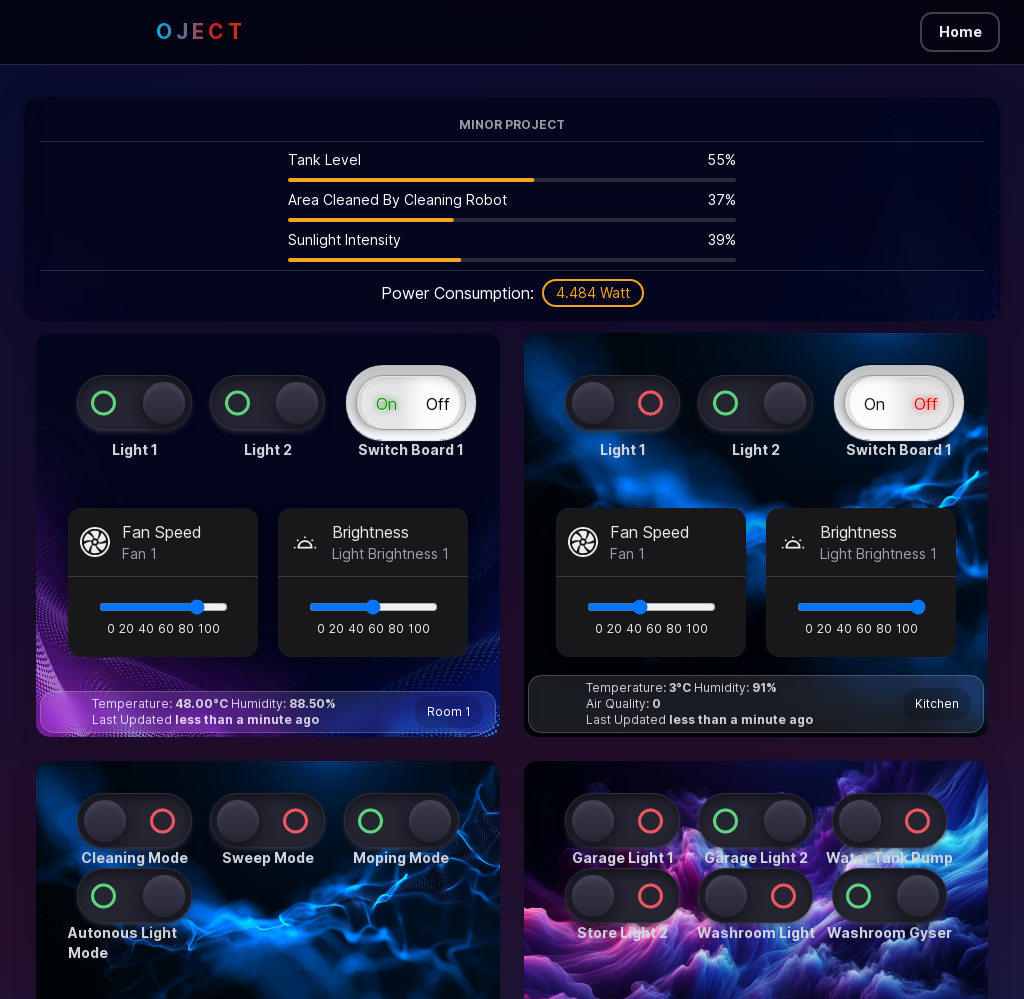 OJECT
Home
MINOR PROJECT
Tank Level 55%
Area Cleaned By Cleaning Robot 37%
Sunlight Intensity 39%
Power Consumption: 4.484 Watt
On Off
Light 1 Light 2 Switch Board 1
Fan Speed
Fan 1
0 20 40 60 80 100
Brightness
Light Brightness 1
0 20 40 60 80 100
Temperature: 48.00°C Humidity: 88.50%
Last Updated less than a minute ago
Room 1
On Off
Light 1 Light 2 Switch Board 1
Fan Speed
Fan 1
0 20 40 60 80 100
Brightness
Light Brightness 1
0 20 40 60 80 100
Temperature: 3°C Humidity: 91%
Air Quality: 0
Last Updated less than a minute ago
Kitchen
Cleaning Mode Sweep Mode Moping Mode
Autonous Light
Mode
Garage Light 1 Garage Light 2 Water Tank Pump
Store Light 2 Washroom Light Washroom Gyser